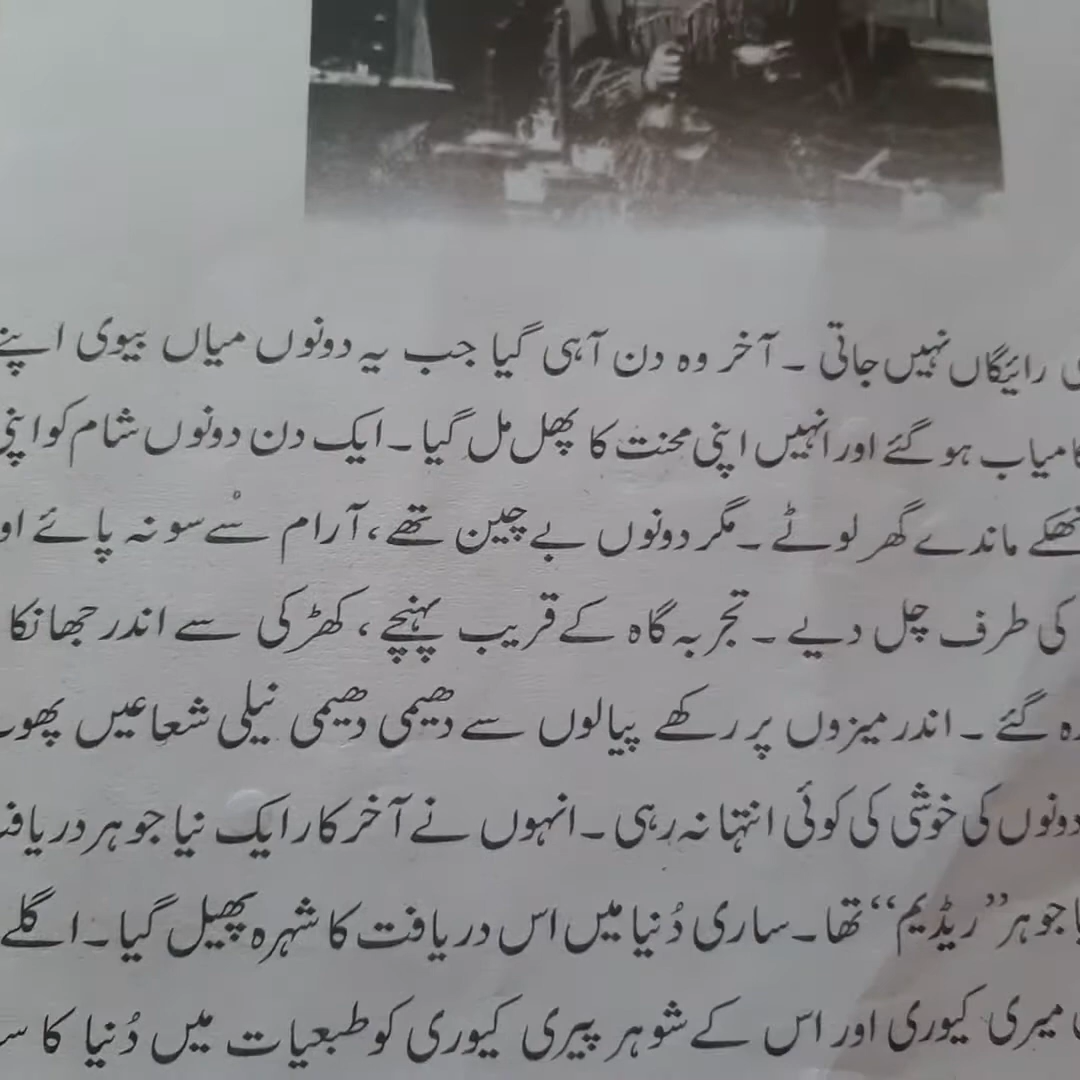 رائیگاں نہیں جاتی ۔ آخر وہ دن آہی گیا جب یہ دونوں میاں بیوی اپنے
کامیاب ہوگئے اور انہیں اپنی محنت کا پھل مل گیا۔ ایک دن دونوں شام کو اپنی
تھکے ماندے گھر لوٹے ۔ مگر دونوں بے چین تھے، آرام سے سو نہ پائے او
کی طرف چل دیے ۔ تجربہ گاہ کے قریب پہنچے ، کھڑکی سے اندر جھانکا
رہ گئے ۔ اندر میزوں پر رکھے پیالوں سے دھیمی دھیمی نیلی شعاعیں پھو
دونوں کی خوشی کی کوئی انتہا نہ رہی ۔ انہوں نے آخر کار ایک نیا جوہر دریاف
جوہر ”ریڈیم“ تھا۔ ساری دُنیا میں اس دریافت کا شہرہ پھیل گیا۔ اگلے
میری کیوری اور اس کے شوہر پیری کیوری کو طبعیات میں دُنیا کا س